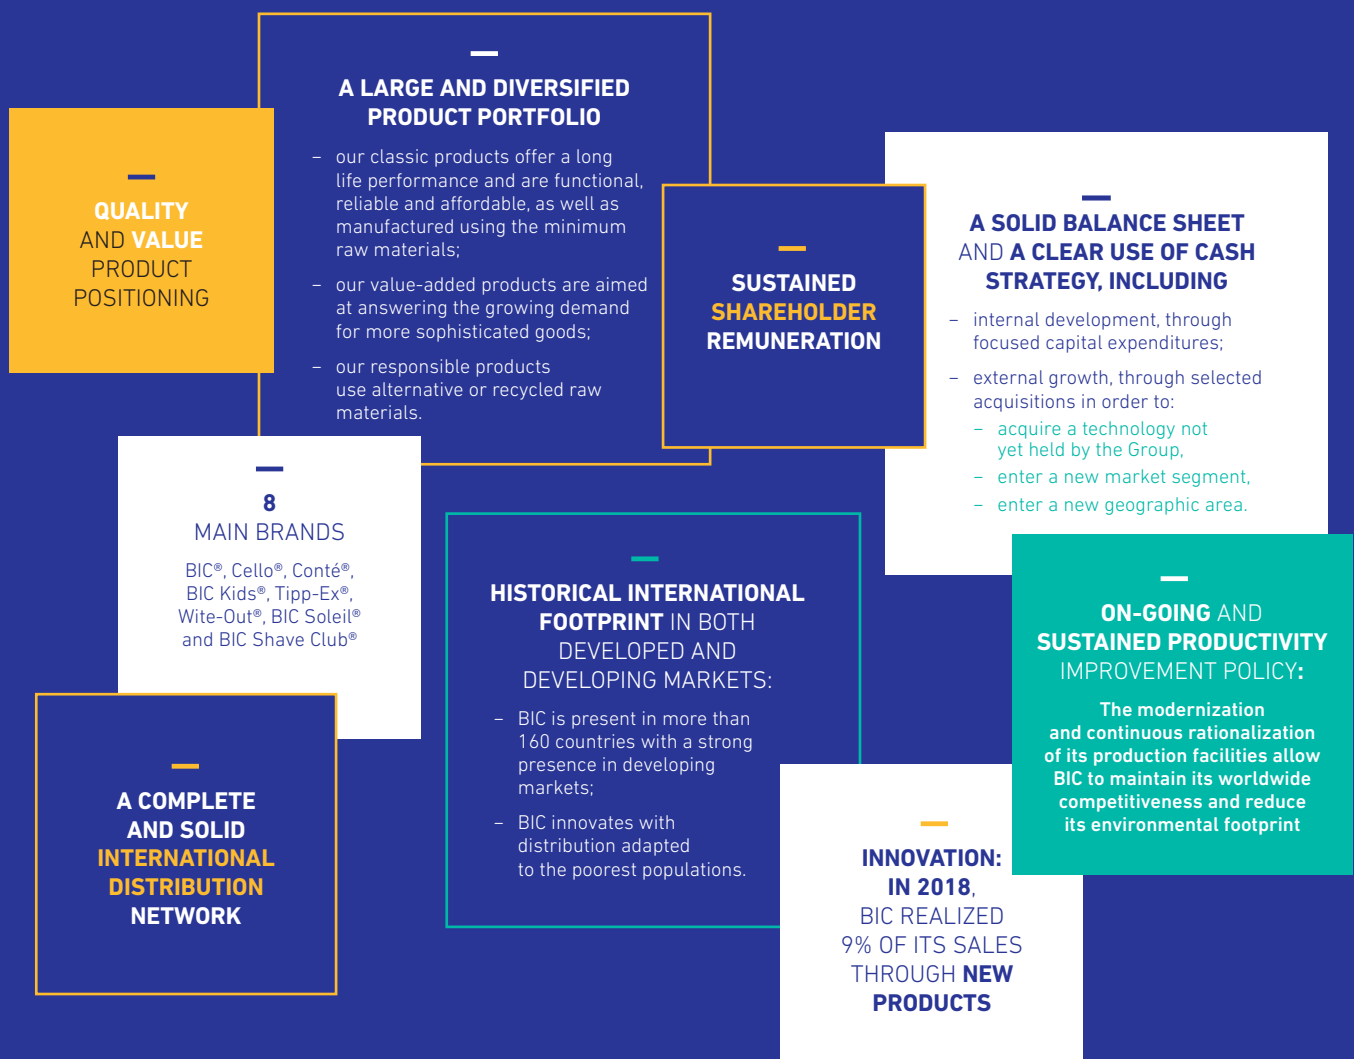 A LARGE AND DIVERSIFIED
PRODUCT PORTFOLIO
– our classic products offer a long
life performance and are functional,
reliable and affordable, as well as
manufactured using the minimum
raw materials;
– our value-added products are aimed
at answering the growing demand
for more sophisticated goods;
– our responsible products
use alternative or recycled raw
materials.
QUALITY
AND VALUE
PRODUCT
POSITIONING
SUSTAINED
SHAREHOLDER
REMUNERATION
A SOLID BALANCE SHEET
AND A CLEAR USE OF CASH
STRATEGY, INCLUDING
– internal development, through
focused capital expenditures;
– external growth, through selected
acquisitions in order to:
– acquire a technology not
yet held by the Group,
– enter a new market segment,
– enter a new geographic area.
8
MAIN BRANDS
BIC®, Cello®, Conté®,
BIC Kids®, Tipp-Ex®,
Wite-Out®, BIC Soleil®
and BIC Shave Club®
HISTORICAL INTERNATIONAL
FOOTPRINT IN BOTH
DEVELOPED AND
DEVELOPING MARKETS:
– BIC is present in more than
160 countries with a strong
presence in developing
markets;
– BIC innovates with
distribution adapted
to the poorest populations.
ON-GOING AND
SUSTAINED PRODUCTIVITY
IMPROVEMENT POLICY:
The modernization
and continuous rationalization
of its production facilities allow
BIC to maintain its worldwide
competitiveness and reduce
its environmental footprint
A COMPLETE
AND SOLID
INTERNATIONAL
DISTRIBUTION
NETWORK
INNOVATION:
IN 2018,
BIC REALIZED
9% OF ITS SALES
THROUGH NEW
PRODUCTS